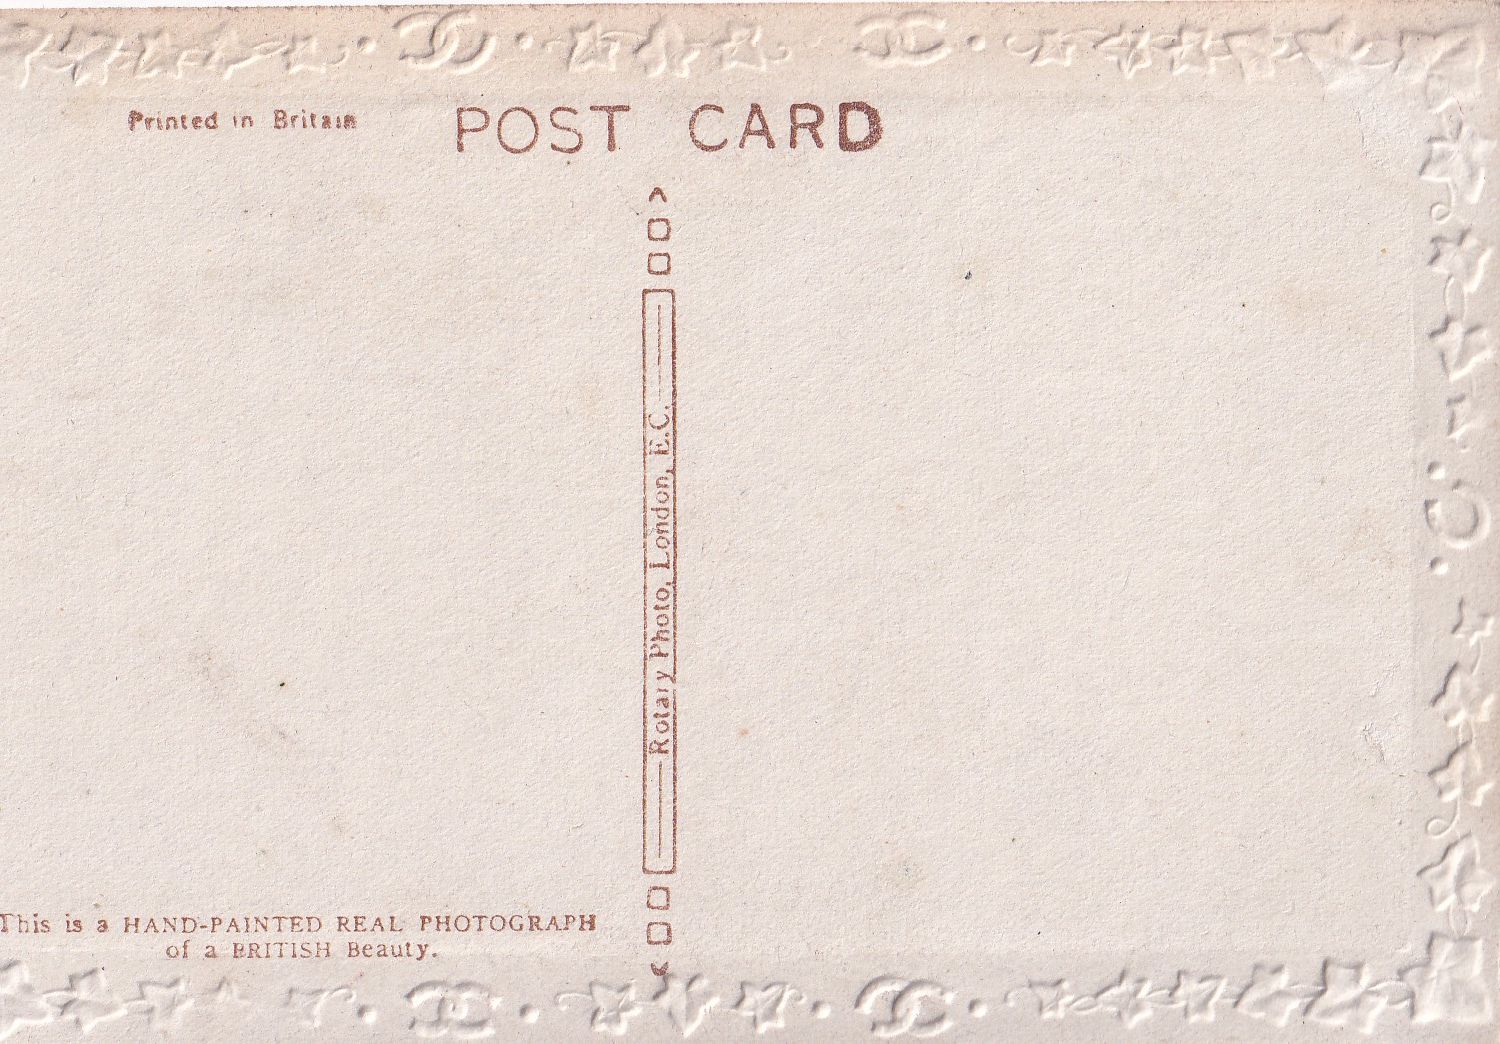 Printed in Britain
POST CARD
Rotary Photo, London, E.C.
This is a HAND-PAINTED REAL PHOTOGRAPH
of a BRITISH Beauty.